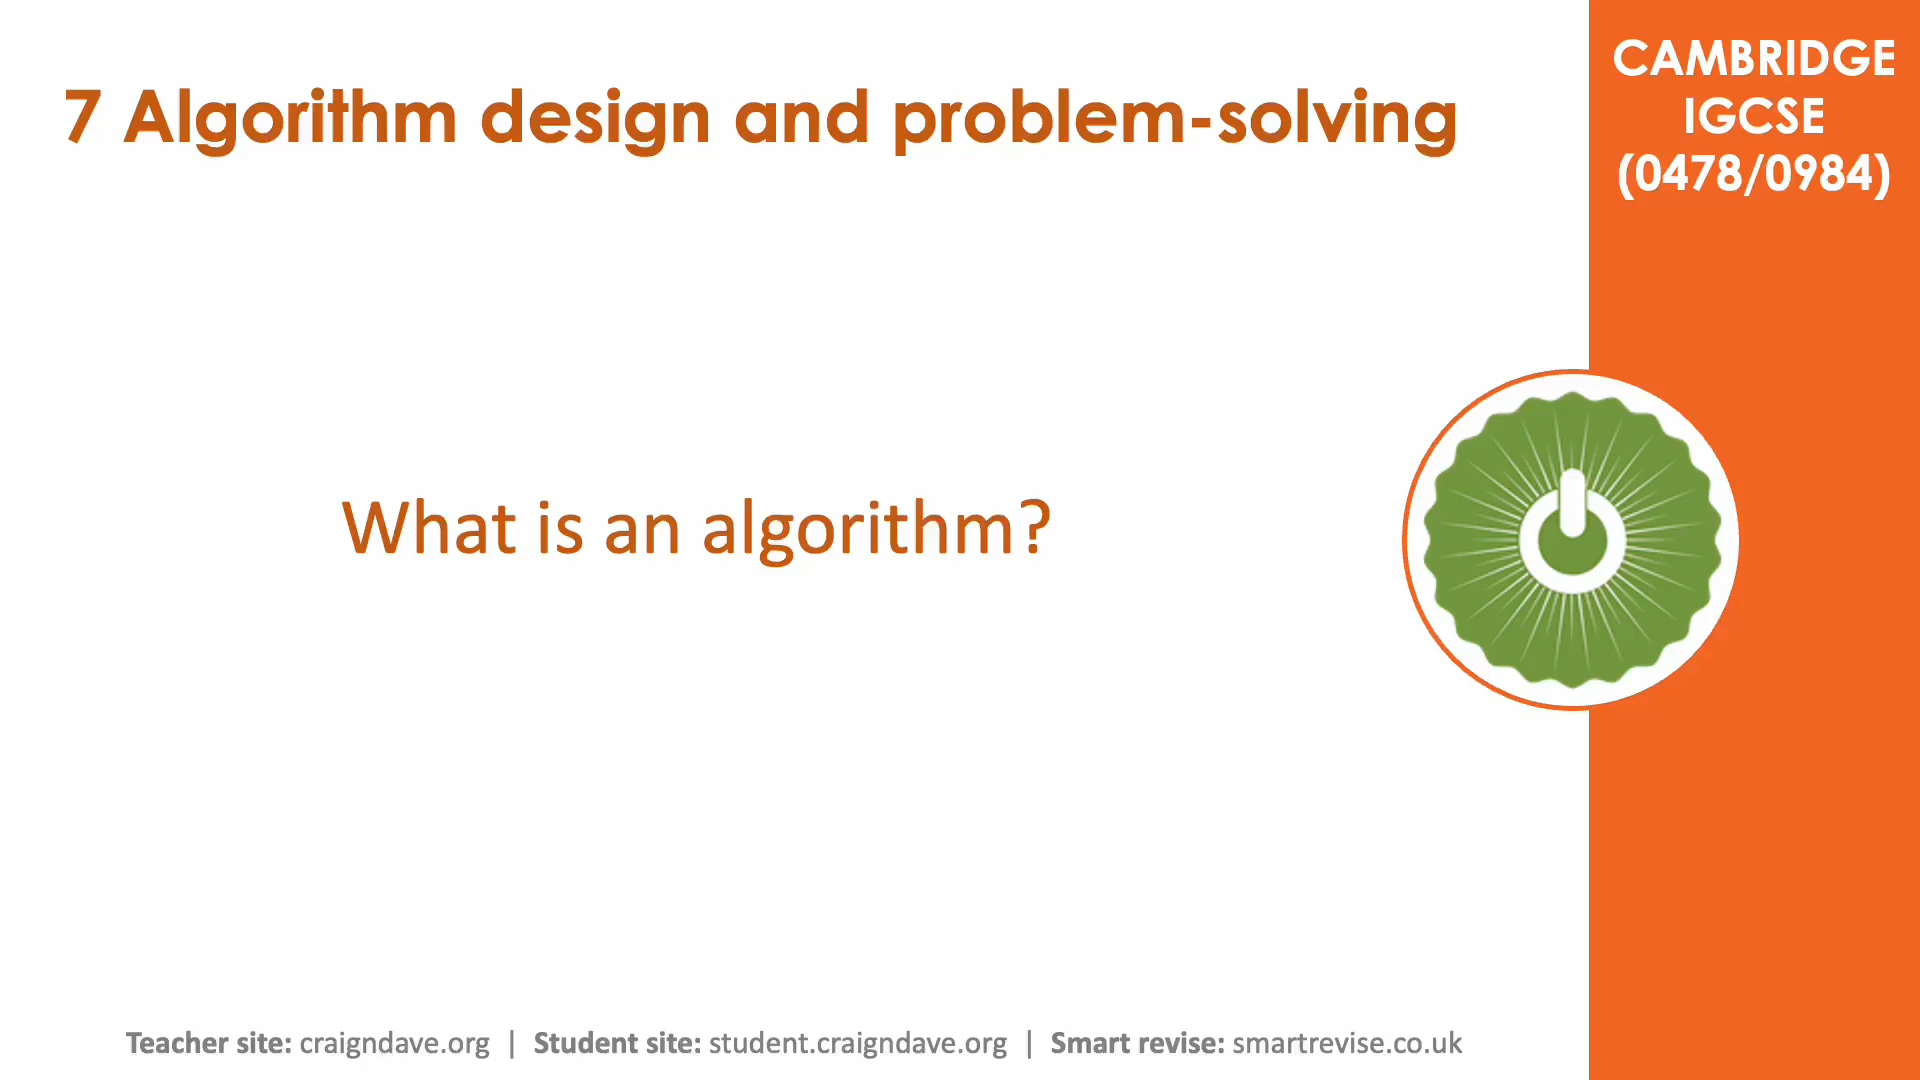 7 Algorithm design and problem-solving
CAMBRIDGE
IGCSE
(0478/0984)
What is an algorithm?
Teacher site: craigndave.org | Student site: student.craigndave.org | Smart revise: smartrevise.co.uk